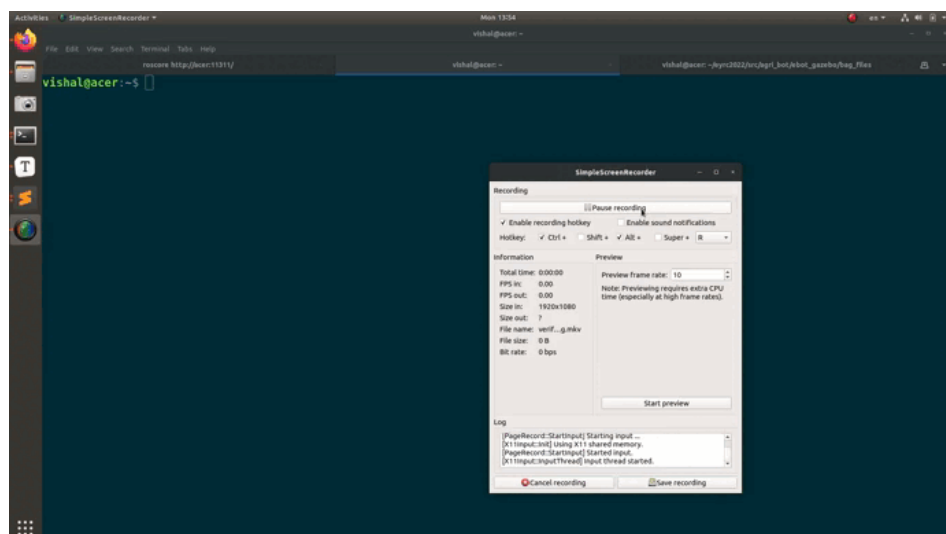 Activities
SimpleScreenRecorder
Mon 13:54
en
vishal@acer: ~
File Edit View Search Terminal Tabs Help
roscore http://acer:11311/
vishal@acer: ~
vishal@acer: ~/eyrc2022/src/agri_bot/ebot_gazebo/bag_files
vishal@acer:~$
SimpleScreenRecorder
Recording
Pause recording
Enable recording hotkey
Enable sound notifications
Hotkey: Ctrl + Shift + Alt + Super + R
Information
Total time: 0:00:00
FPS in: 0.00
FPS out: 0.00
Size in: 1920x1080
Size out: ?
File name: verif...g.mkv
File size: 0 B
Bit rate: 0 bps
Preview
Preview frame rate: 10
Note: Previewing requires extra CPU
time (especially at high frame rates).
Start preview
Log
[PageRecord::StartInput] Starting input ...
[X11Input::Init] Using X11 shared memory.
[PageRecord::StartInput] Started input.
[X11Input::InputThread] Input thread started.
Cancel recording
Save recording